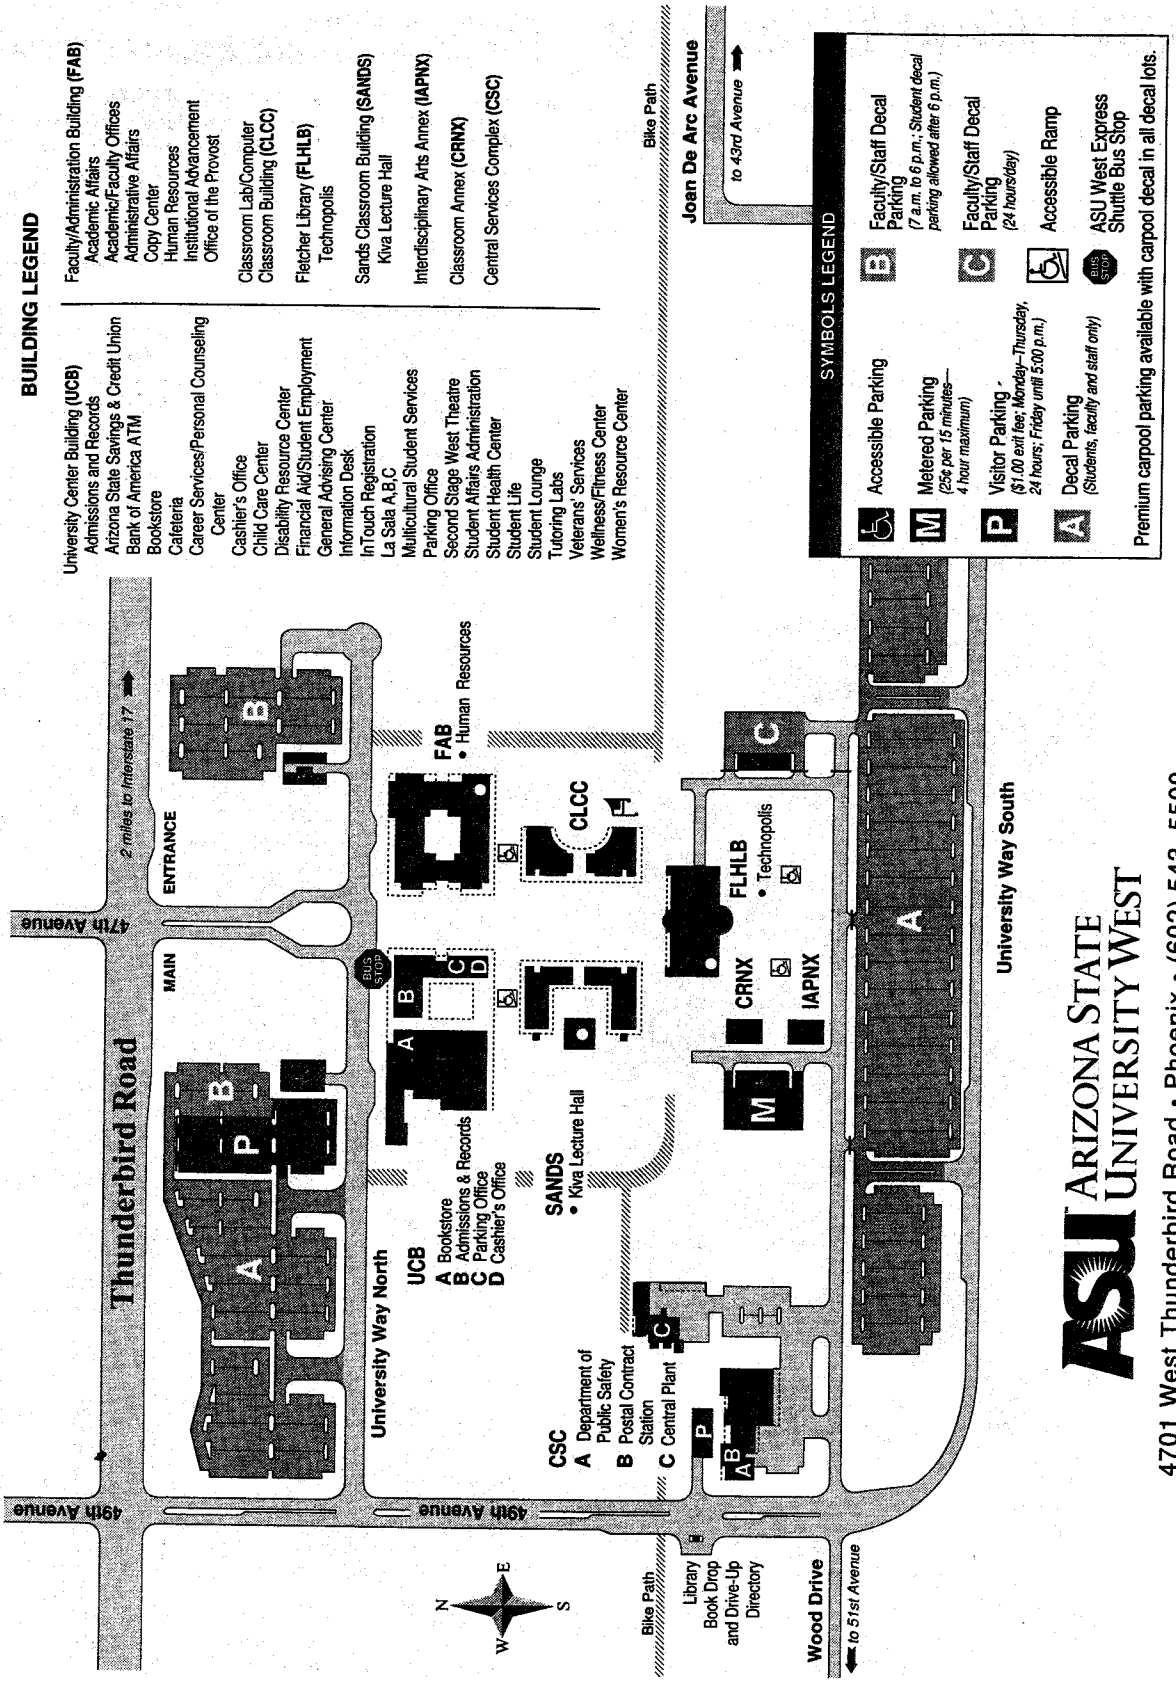 BUILDING LEGEND
University Center Building (UCB)
Admissions and Records
Arizona State Savings & Credit Union
Bank of America ATM
Bookstore
Cafeteria
Career Services/Personal Counseling
Center
Cashier's Office
Child Care Center
Disability Resource Center
Financial Aid/Student Employment
General Advising Center
Information Desk
InTouch Registration
La Sala A,B,C
Multicultural Student Services
Parking Office
Second Stage West Theatre
Student Affairs Administration
Student Health Center
Student Life
Student Lounge
Tutoring Labs
Veterans' Services
Wellness/Fitness Center
Women's Resource Center
Faculty/Administration Building (FAB)
Academic Affairs
Academic/Faculty Offices
Administrative Affairs
Copy Center
Human Resources
Institutional Advancement
Office of the Provost
Classroom Lab/Computer
Classroom Building (CLCC)
Fletcher Library (FLHLB)
Technopolis
Sands Classroom Building (SANDS)
Kiva Lecture Hall
Interdisciplinary Arts Annex (IAPNX)
Classroom Annex (CRNX)
Central Services Complex (CSC)
49th Avenue
47th Avenue
Thunderbird Road
2 miles to Interstate 17
MAIN
ENTRANCE
A
P
B
B
University Way North
BUS
STOP
49th Avenue
UCB
A Bookstore
B Admissions & Records
C Parking Office
D Cashier's Office
A
B
C
D
FAB
• Human Resources
SANDS
• Kiva Lecture Hall
CLCC
CSC
A Department of
Public Safety
B Postal Contract
Station
C Central Plant
C
P
A
B
M
CRNX
IAPNX
FLHLB
• Technopolis
C
A
N
W
E
S
Bike Path
Library
Book Drop
and Drive-Up
Directory
Wood Drive
to 51st Avenue
University Way South
Bike Path
Joan De Arc Avenue
to 43rd Avenue
SYMBOLS LEGEND
Accessible Parking
M Metered Parking
(25¢ per 15 minutes—
4 hour maximum)
P Visitor Parking -
($1.00 exit fee; Monday–Thursday,
24 hours; Friday until 5:00 p.m.)
A Decal Parking
(Students, faculty and staff only)
B Faculty/Staff Decal
Parking
(7 a.m. to 6 p.m.; Student decal
parking allowed after 6 p.m.)
C Faculty/Staff Decal
Parking
(24 hours/day)
Accessible Ramp
BUS
STOP
ASU West Express
Shuttle Bus Stop
Premium carpool parking available with carpool decal in all decal lots.
ASU ARIZONA STATE
UNIVERSITY WEST
4701 West Thunderbird Road • Phoenix • (602) 543-5500